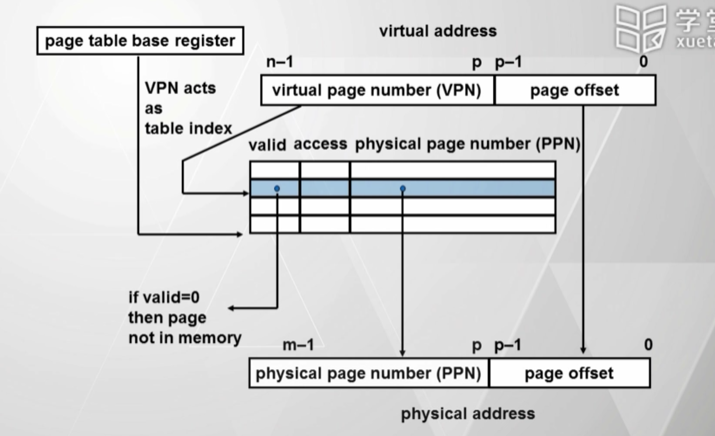 学堂
xueta
page table base register
virtual address
n–1
p p–1
0
VPN acts
as
table index
virtual page number (VPN)
page offset
valid access physical page number (PPN)
if valid=0
then page
not in memory
m–1
p p–1
0
physical page number (PPN)
page offset
physical address